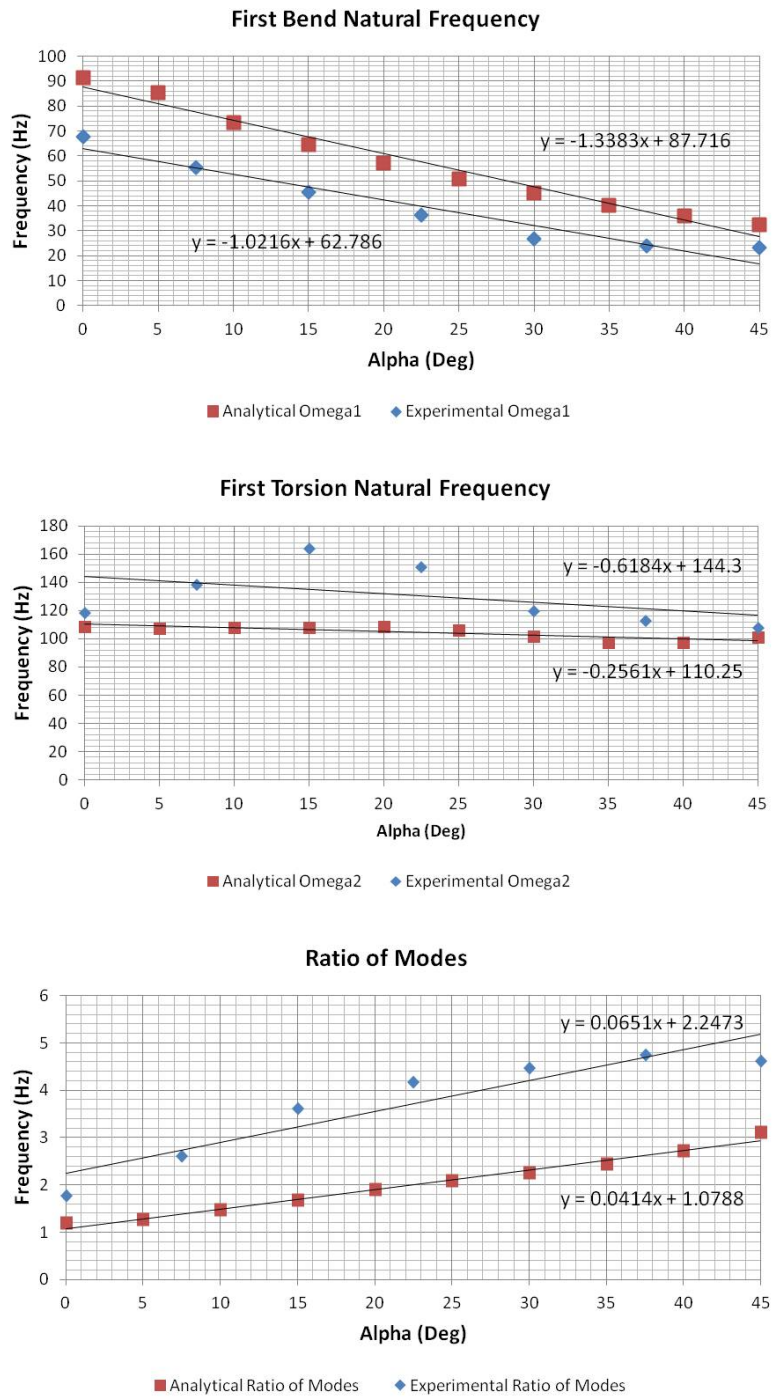 First Bend Natural Frequency
Frequency (Hz)
100
90
80
70
60
50
40
30
20
10
0
y = -1.3383x + 87.716
y = -1.0216x + 62.786
0 5 10 15 20 25 30 35 40 45
Alpha (Deg)
Analytical Omega1 Experimental Omega1
First Torsion Natural Frequency
Frequency (Hz)
180
160
140
120
100
80
60
40
20
0
y = -0.6184x + 144.3
y = -0.2561x + 110.25
0 5 10 15 20 25 30 35 40 45
Alpha (Deg)
Analytical Omega2 Experimental Omega2
Ratio of Modes
Frequency (Hz)
6
5
4
3
2
1
0
y = 0.0651x + 2.2473
y = 0.0414x + 1.0788
0 5 10 15 20 25 30 35 40 45
Alpha (Deg)
Analytical Ratio of Modes Experimental Ratio of Modes